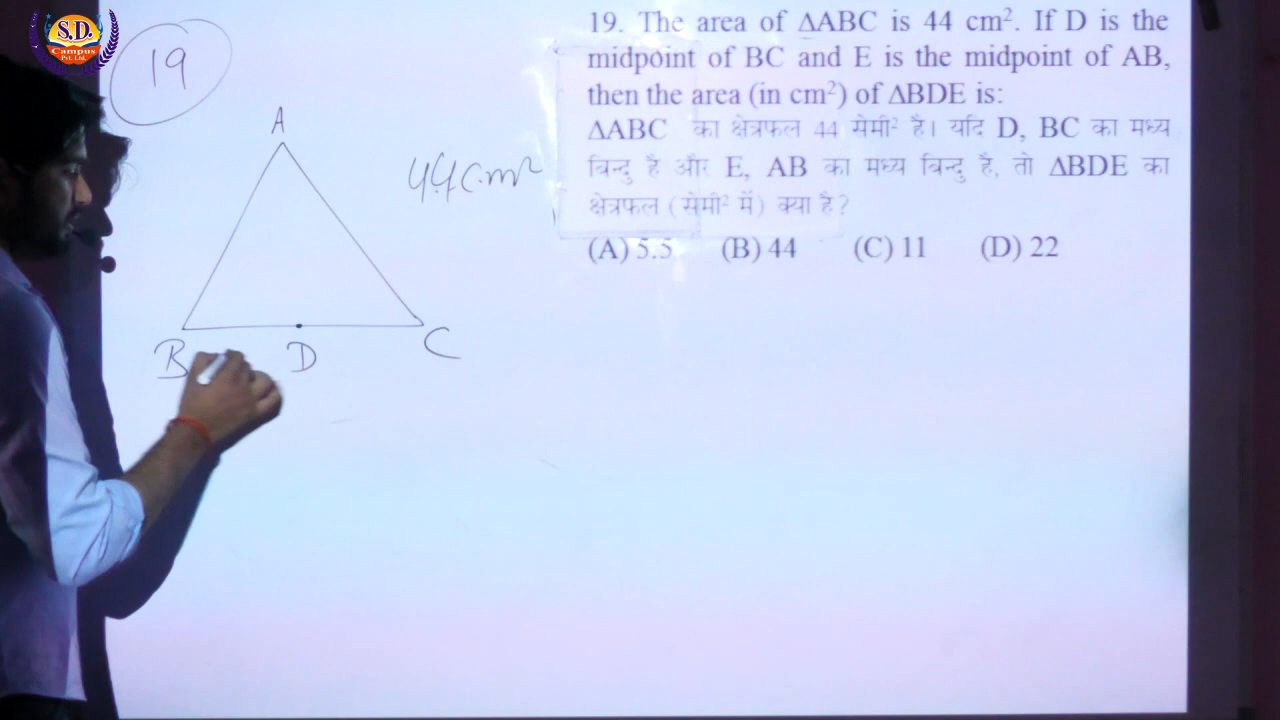 S.D.
Campus
Pvt. Ltd.
19
A
44 cm²
B
D
C
19. The area of ΔABC is 44 cm². If D is the
midpoint of BC and E is the midpoint of AB,
then the area (in cm²) of ΔBDE is:
ΔABC का क्षेत्रफल 44 सेमी² है। यदि D, BC का मध्य
बिन्दु है और E, AB का मध्य बिन्दु है, तो ΔBDE का
क्षेत्रफल (सेमी² में) क्या है?
(A) 5.5 (B) 44 (C) 11 (D) 22